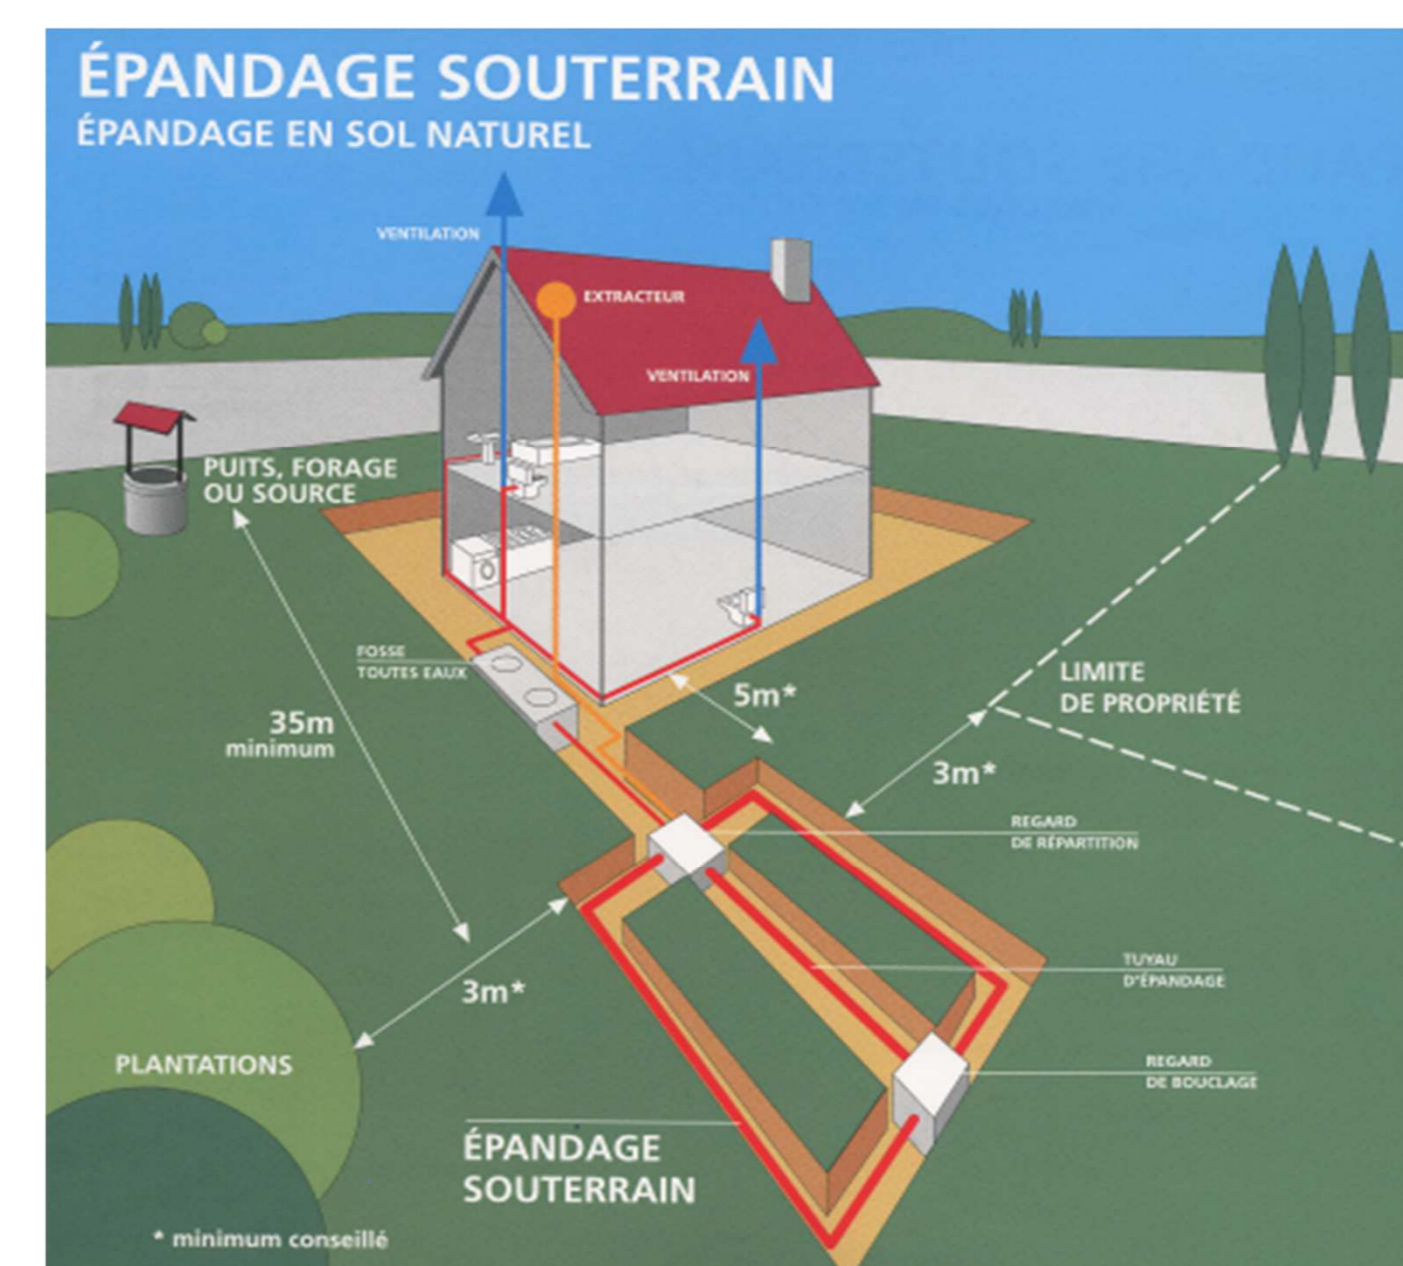 ÉPANDAGE SOUTERRAIN
ÉPANDAGE EN SOL NATUREL
VENTILATION
EXTRACTEUR
VENTILATION
PUITS, FORAGE
OU SOURCE
FOSSE
TOUTES EAUX
5m*
LIMITE
DE PROPRIÉTÉ
35m
minimum
3m*
REGARD
DE RÉPARTITION
TUYAU
D'ÉPANDAGE
3m*
PLANTATIONS
REGARD
DE BOUCLAGE
ÉPANDAGE
SOUTERRAIN
* minimum conseillé